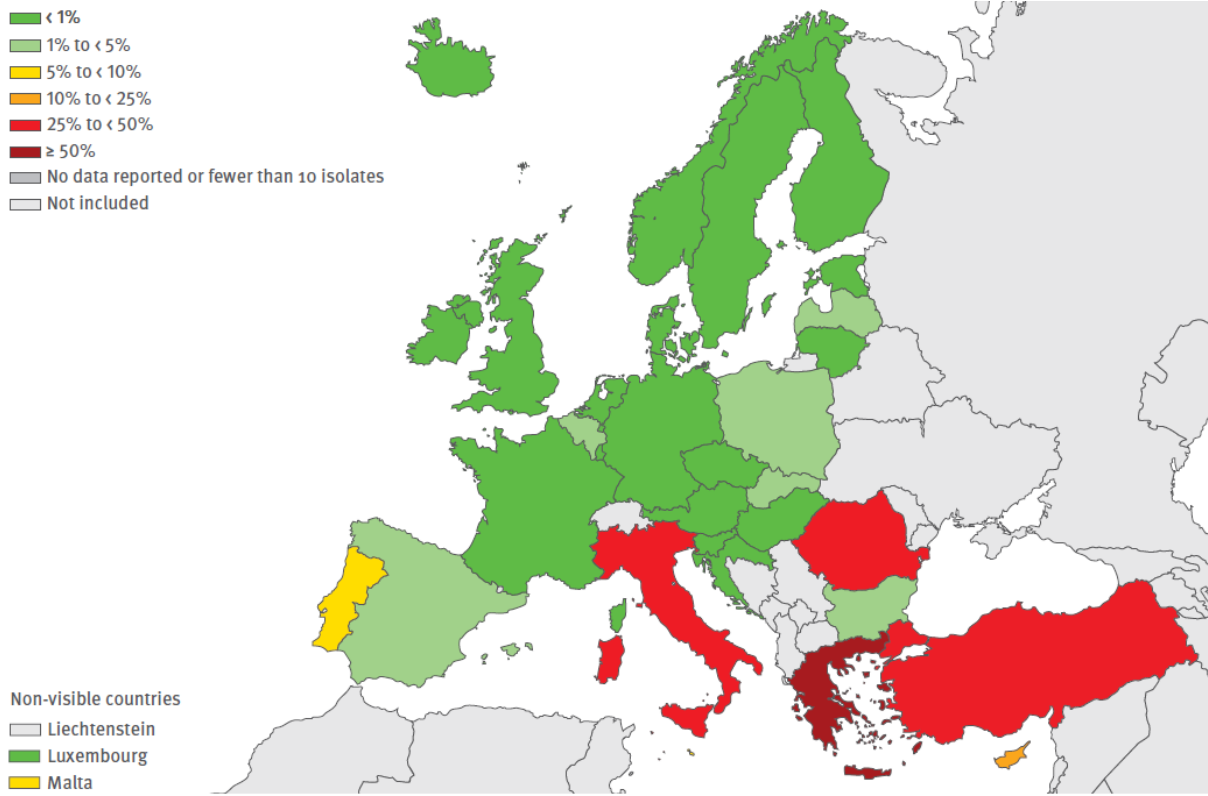 < 1%
1% to < 5%
5% to < 10%
10% to < 25%
25% to < 50%
≥ 50%
No data reported or fewer than 10 isolates
Not included
Non-visible countries
Liechtenstein
Luxembourg
Malta